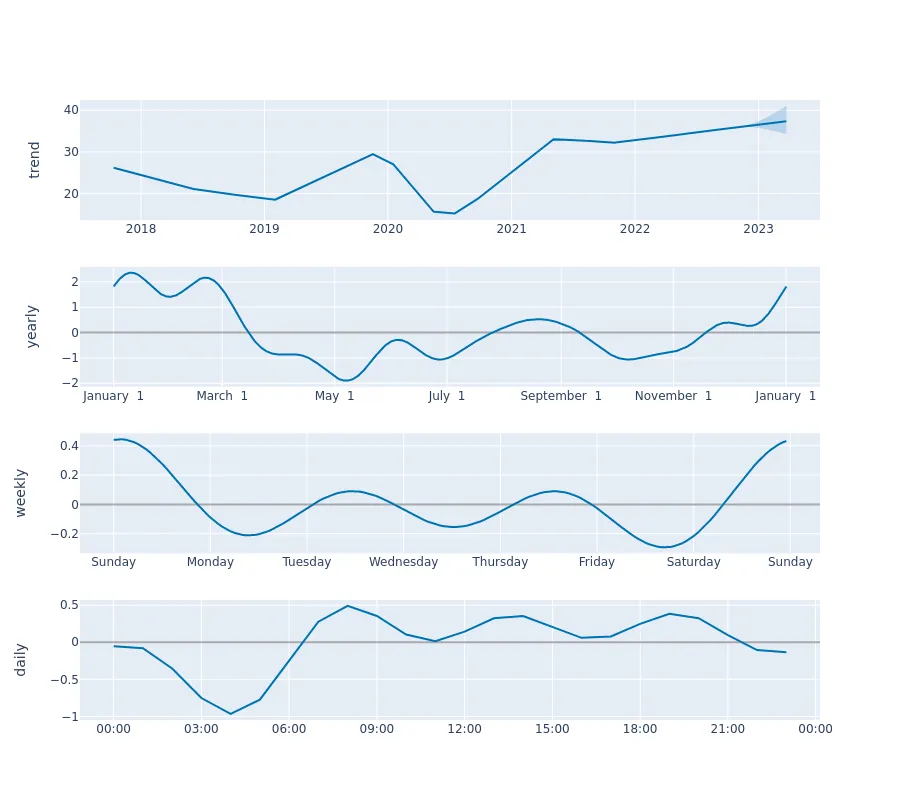 trend
40
30
20
2018 2019 2020 2021 2022 2023
yearly
2
1
0
−1
−2
January 1 March 1 May 1 July 1 September 1 November 1 January 1
weekly
0.4
0.2
0
−0.2
Sunday Monday Tuesday Wednesday Thursday Friday Saturday Sunday
daily
0.5
0
−0.5
−1
00:00 03:00 06:00 09:00 12:00 15:00 18:00 21:00 00:00